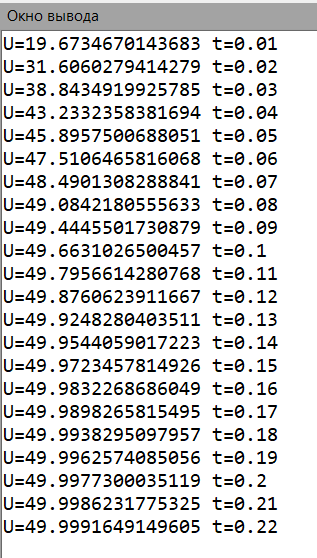 Окно вывода
U=19.6734670143683 t=0.01
U=31.6060279414279 t=0.02
U=38.8434919925785 t=0.03
U=43.2332358381694 t=0.04
U=45.8957500688051 t=0.05
U=47.5106465816068 t=0.06
U=48.4901308288841 t=0.07
U=49.0842180555633 t=0.08
U=49.4445501730879 t=0.09
U=49.6631026500457 t=0.1
U=49.7956614280768 t=0.11
U=49.8760623911667 t=0.12
U=49.9248280403511 t=0.13
U=49.9544059017223 t=0.14
U=49.9723457814926 t=0.15
U=49.9832268686049 t=0.16
U=49.9898265815495 t=0.17
U=49.9938295097957 t=0.18
U=49.9962574085056 t=0.19
U=49.9977300035119 t=0.2
U=49.9986231775325 t=0.21
U=49.9991649149605 t=0.22